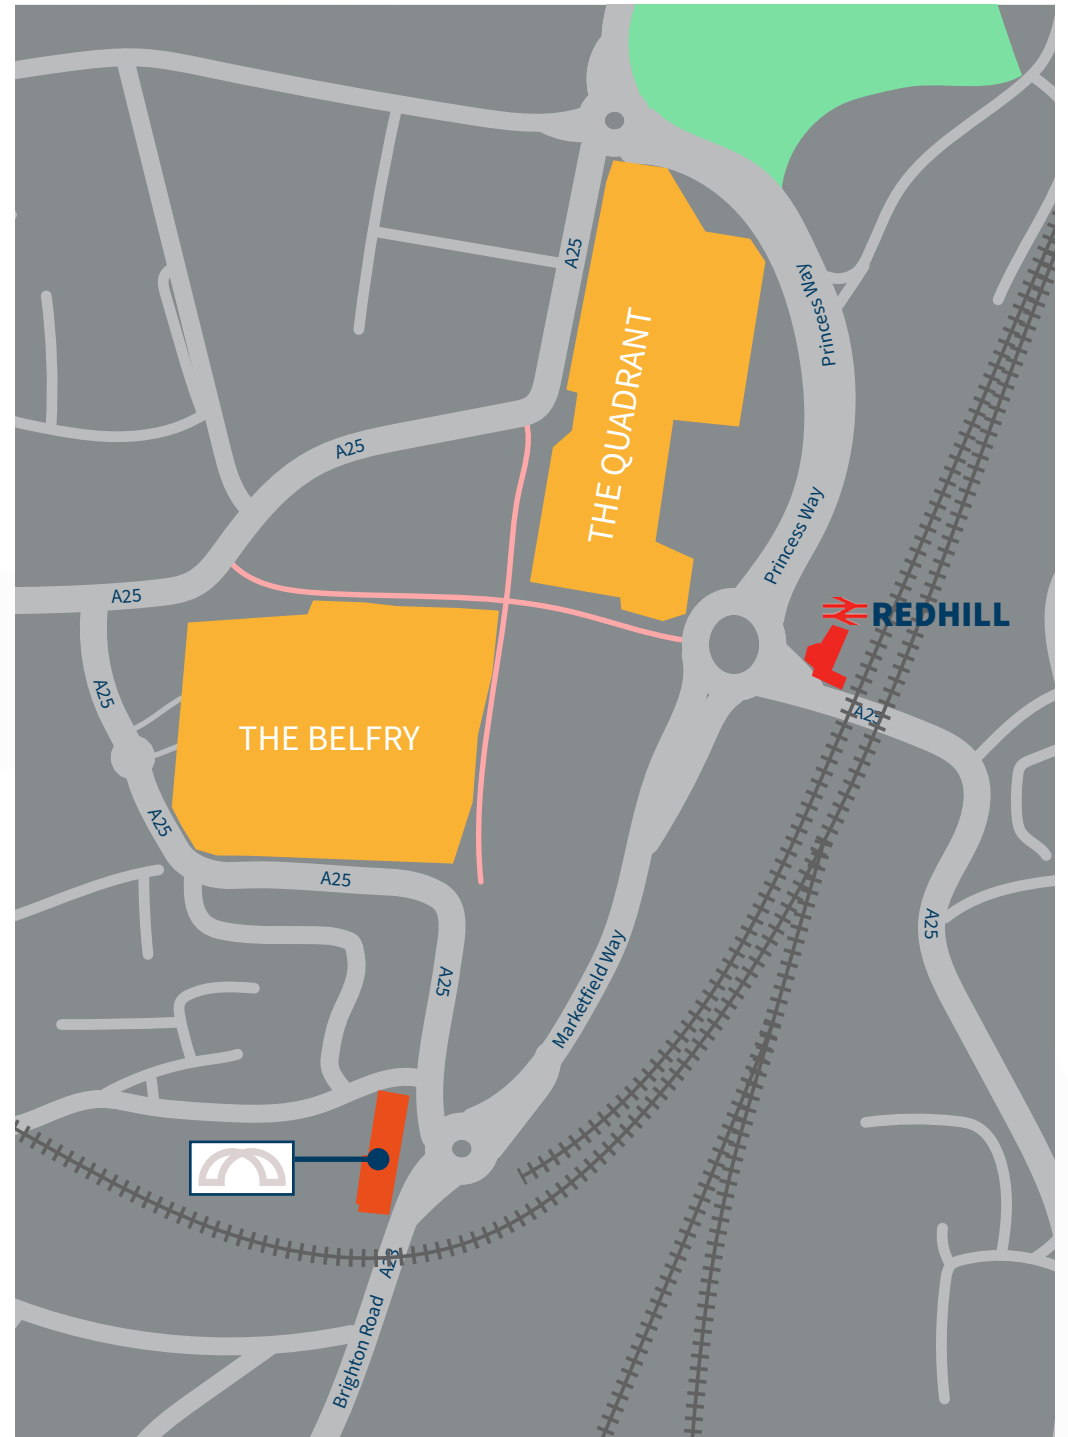 A25
Princess Way
THE QUADRANT
A25
Princess Way
A25
REDHILL
A25
A25
THE BELFRY
A25
A25
A25
A25
Marketfield Way
A23
Brighton Road